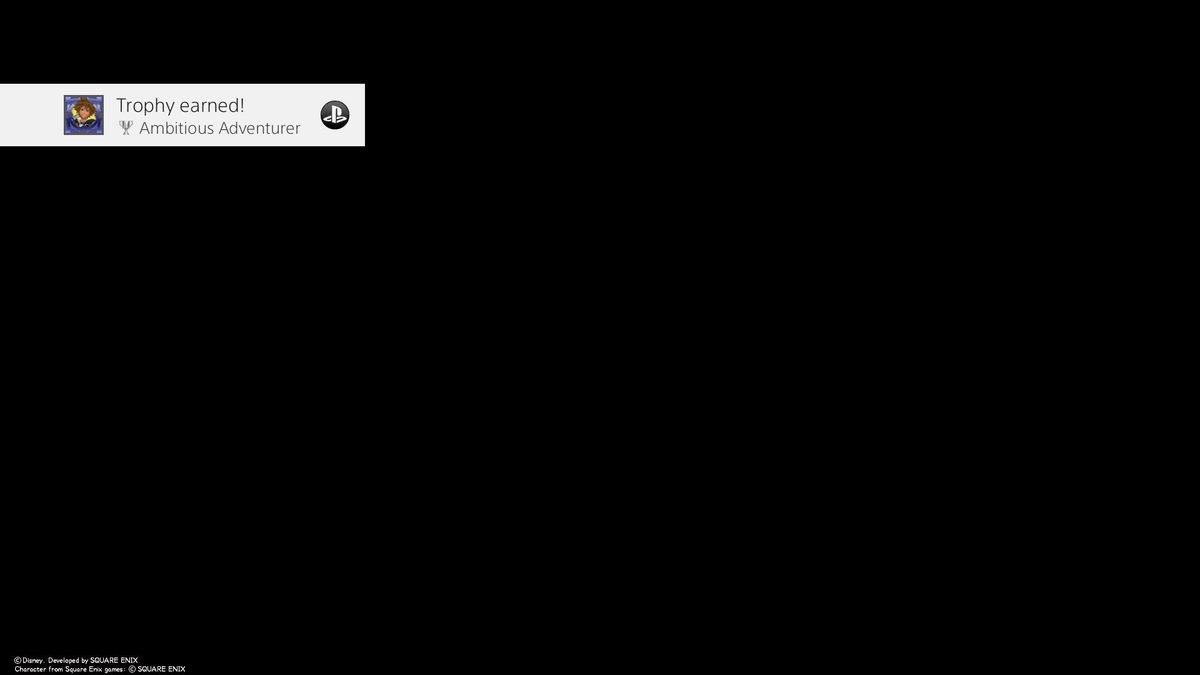 Trophy earned!
Ambitious Adventurer
©Disney. Developed by SQUARE ENIX
Character from Square Enix games: © SQUARE ENIX